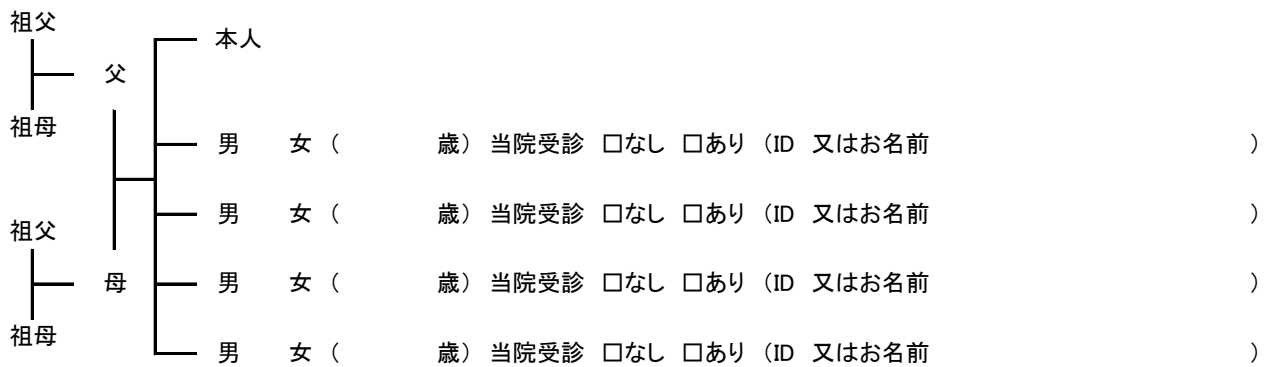 祖父
本人
父
祖母
男 女 （ 歳） 当院受診 □なし □あり （ID 又はお名前 ）
男 女 （ 歳） 当院受診 □なし □あり （ID 又はお名前 ）
祖父
母 男 女 （ 歳） 当院受診 □なし □あり （ID 又はお名前 ）
祖母
男 女 （ 歳） 当院受診 □なし □あり （ID 又はお名前 ）